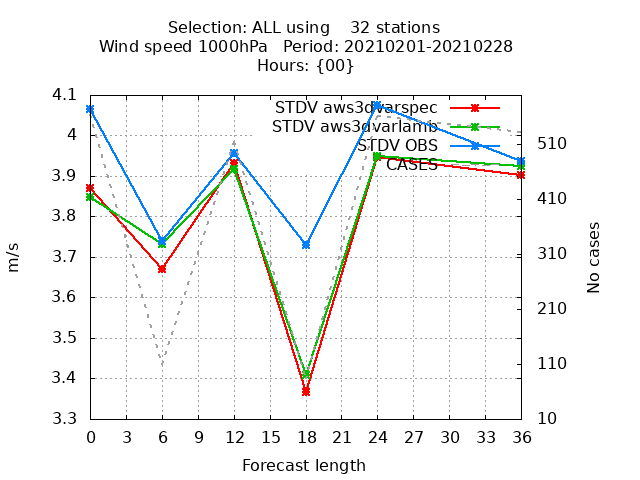 Selection: ALL using    32 stations
Wind speed 1000hPa   Period: 20210201-20210228
Hours: {00}
STDV aws3dvarspec
STDV aws3dvarlamb
STDV OBS
CASES
4.1
4
3.9
3.8
3.7
3.6
3.5
3.4
3.3
m/s
510
410
310
210
110
10
No cases
0 3 6 9 12 15 18 21 24 27 30 33 36
Forecast length